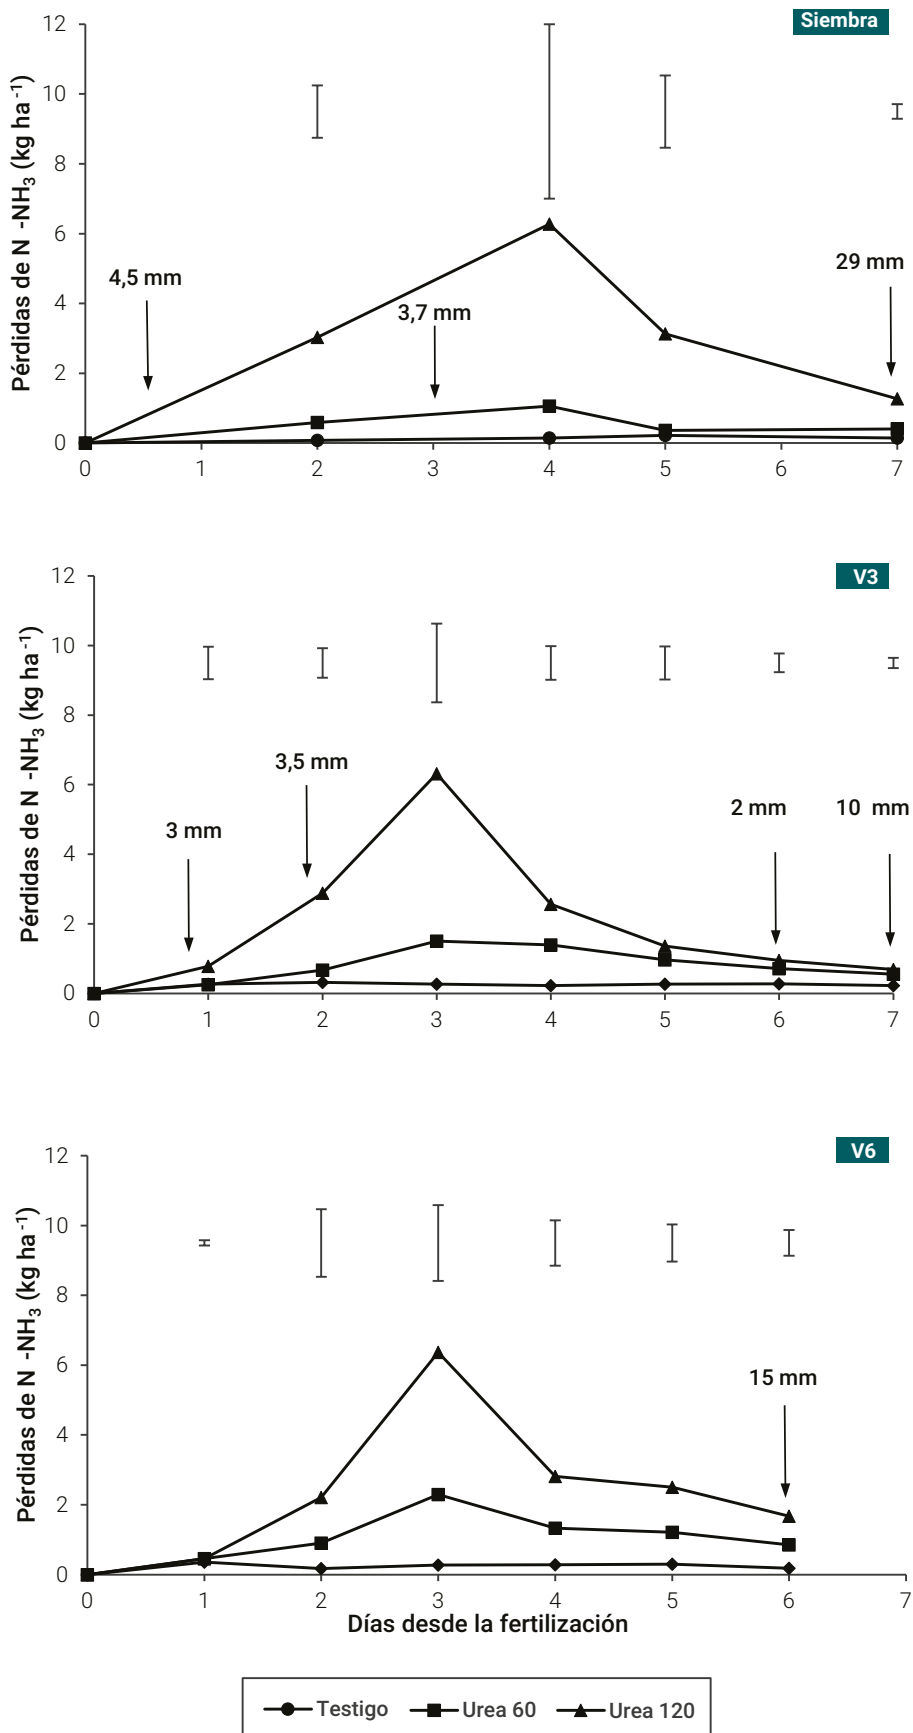 Siembra
Pérdidas de N -NH3 (kg ha-1)
12
10
8
6
4
2
0
4,5 mm
3,7 mm
29 mm
0 1 2 3 4 5 6 7
V3
Pérdidas de N -NH3 (kg ha-1)
12
10
8
6
4
2
0
3 mm
3,5 mm
2 mm
10 mm
0 1 2 3 4 5 6 7
V6
Pérdidas de N -NH3 (kg ha-1)
12
10
8
6
4
2
0
15 mm
0 1 2 3 4 5 6 7
Días desde la fertilización
Testigo Urea 60 Urea 120